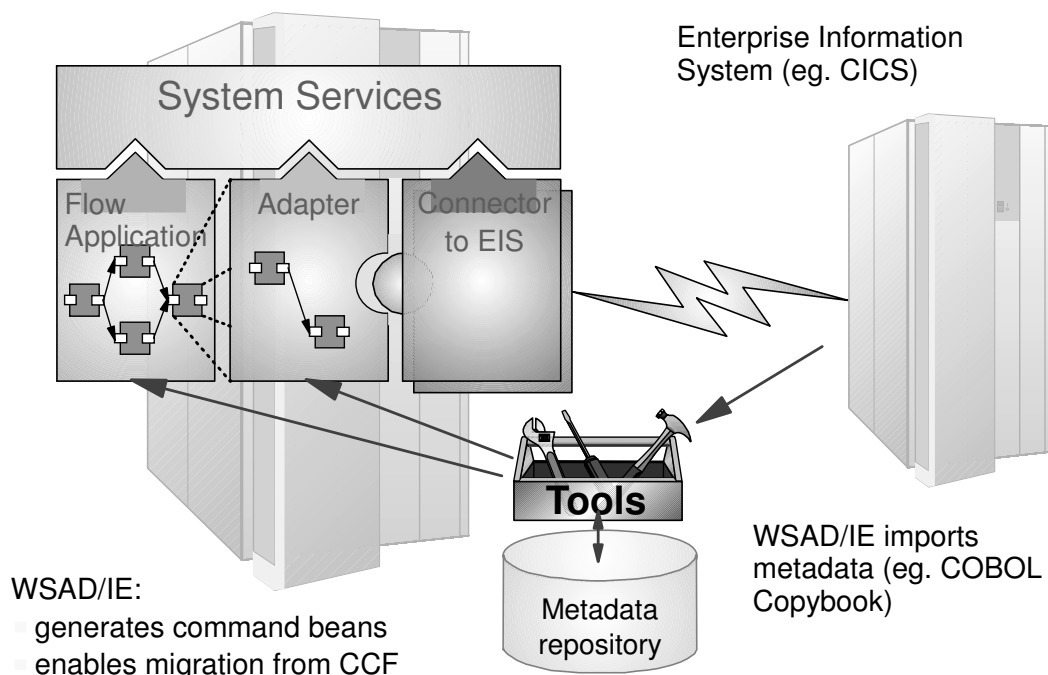 Enterprise Information
System (eg. CICS)
System Services
Flow
Application
Adapter
Connector
to EIS
Tools
WSAD/IE imports
metadata (eg. COBOL
Copybook)
Metadata
repository
WSAD/IE:
generates command beans
enables migration from CCF